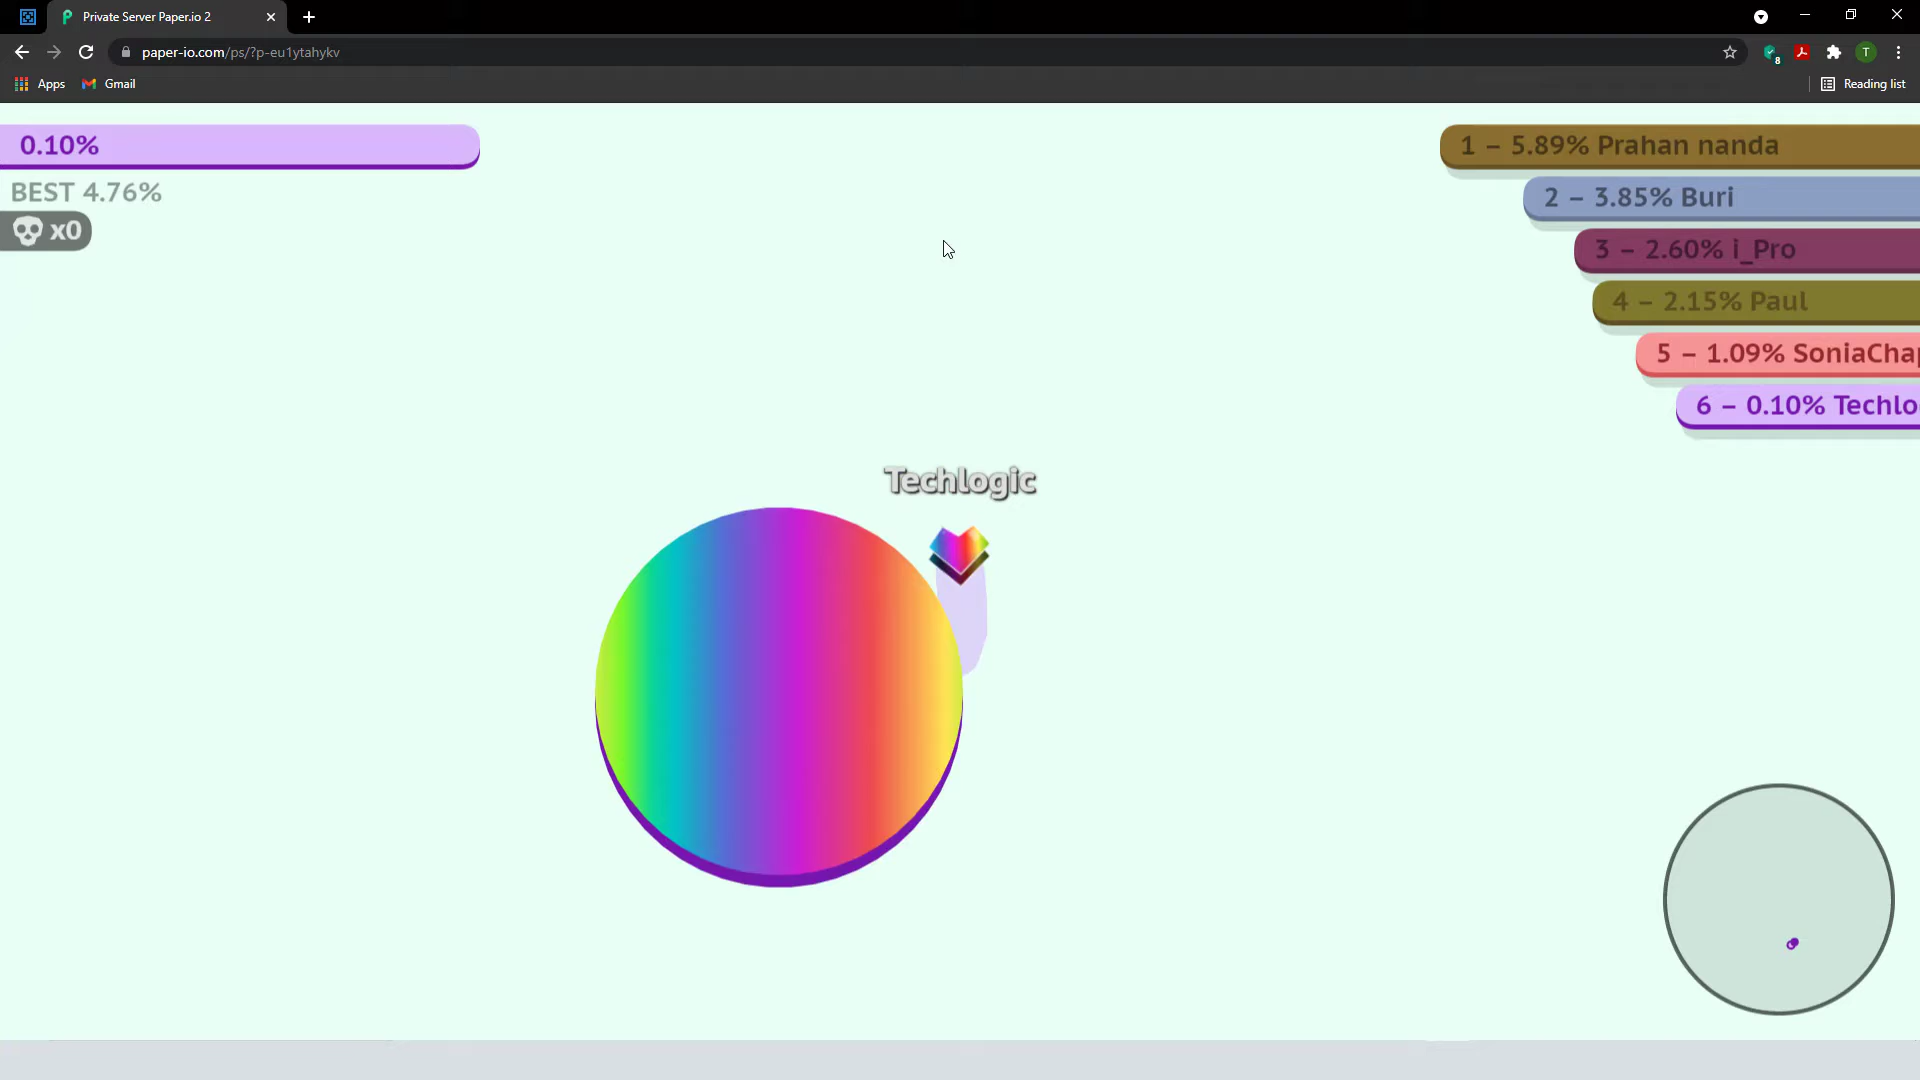 Private Server Paper.io 2
paper-io.com/ps/?p-eu1ytahykv
8
T
Apps
Gmail
Reading list
0.10%
BEST 4.76%
x0
1 – 5.89% Prahan nanda
2 – 3.85% Buri
3 – 2.60% i_Pro
4 – 2.15% Paul
5 – 1.09% SoniaChap
6 – 0.10% Techlo
Techlogic